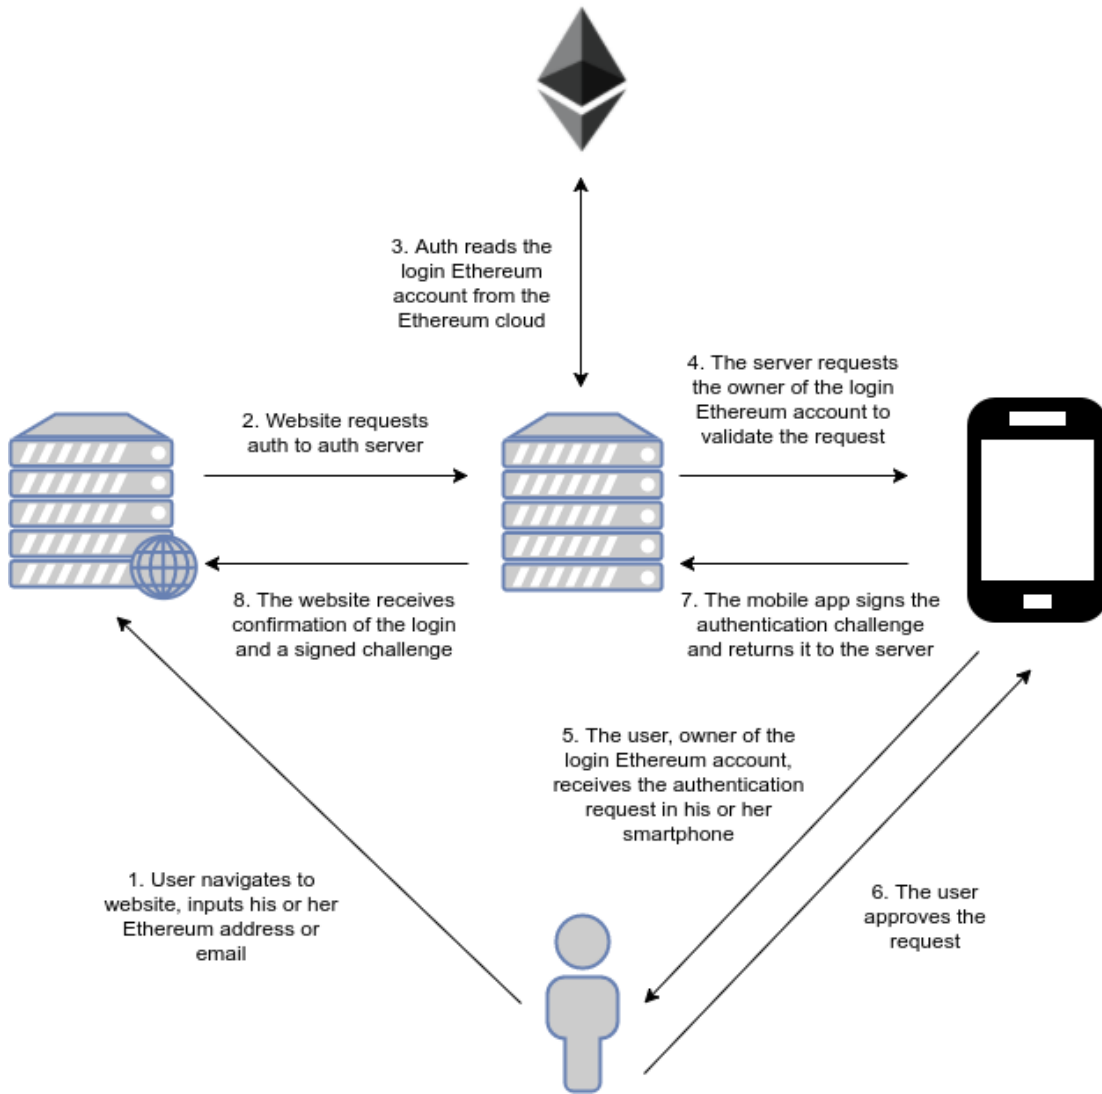 3. Auth reads the
login Ethereum
account from the
Ethereum cloud
4. The server requests
the owner of the login
Ethereum account to
validate the request
2. Website requests
auth to auth server
8. The website receives
confirmation of the login
and a signed challenge
7. The mobile app signs the
authentication challenge
and returns it to the server
5. The user, owner of the
login Ethereum account,
receives the authentication
request in his or her
smartphone
1. User navigates to
website, inputs his or her
Ethereum address or
email
6. The user
approves the
request